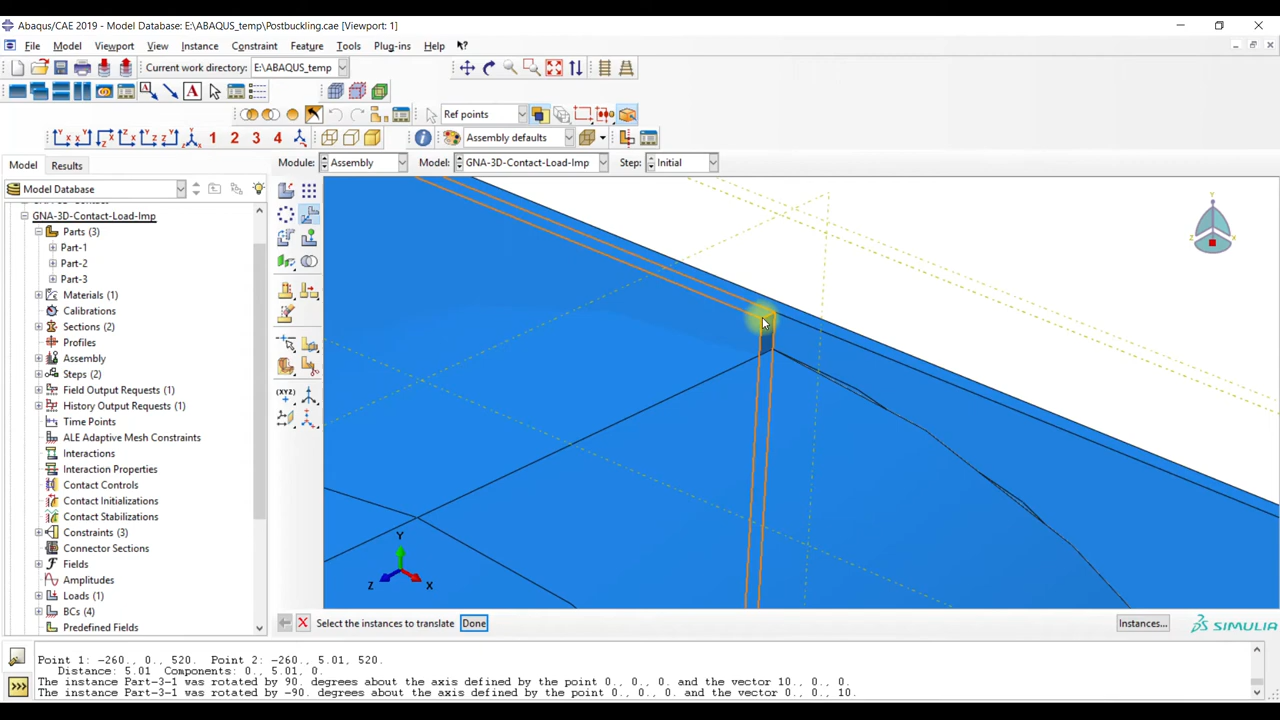 Abaqus/CAE 2019 - Model Database: E:\ABAQUS_temp\Postbuckling.cae [Viewport: 1]
File Model Viewport View Instance Constraint Feature Tools Plug-ins Help
Current work directory: E:\ABAQUS_temp
A
Ref points
1 2 3 4 Assembly defaults
Model Results Module: Assembly Model: GNA-3D-Contact-Load-Imp Step: Initial
Model Database
GNA-3D-Contact-Load-Imp
Parts (3)
Part-1
Part-2
Part-3
Materials (1)
Calibrations
Sections (2)
Profiles
Assembly
Steps (2)
Field Output Requests (1)
History Output Requests (1)
Time Points
ALE Adaptive Mesh Constraints
Interactions
Interaction Properties
Contact Controls
Contact Initializations
Contact Stabilizations
Constraints (3)
Connector Sections
Fields
Amplitudes
Loads (1)
BCs (4)
Predefined Fields
(XYZ)
Y
Z X
Y
Z X
Select the instances to translate Done Instances... SIMULIA
Point 1: -260., 0., 520. Point 2: -260., 5.01, 520.
Distance: 5.01 Components: 0., 5.01, 0.
The instance Part-3-1 was rotated by 90. degrees about the axis defined by the point 0., 0., 0. and the vector 10., 0., 0.
The instance Part-3-1 was rotated by -90. degrees about the axis defined by the point 0., 0., 0. and the vector 0., 0., 10.
>>>